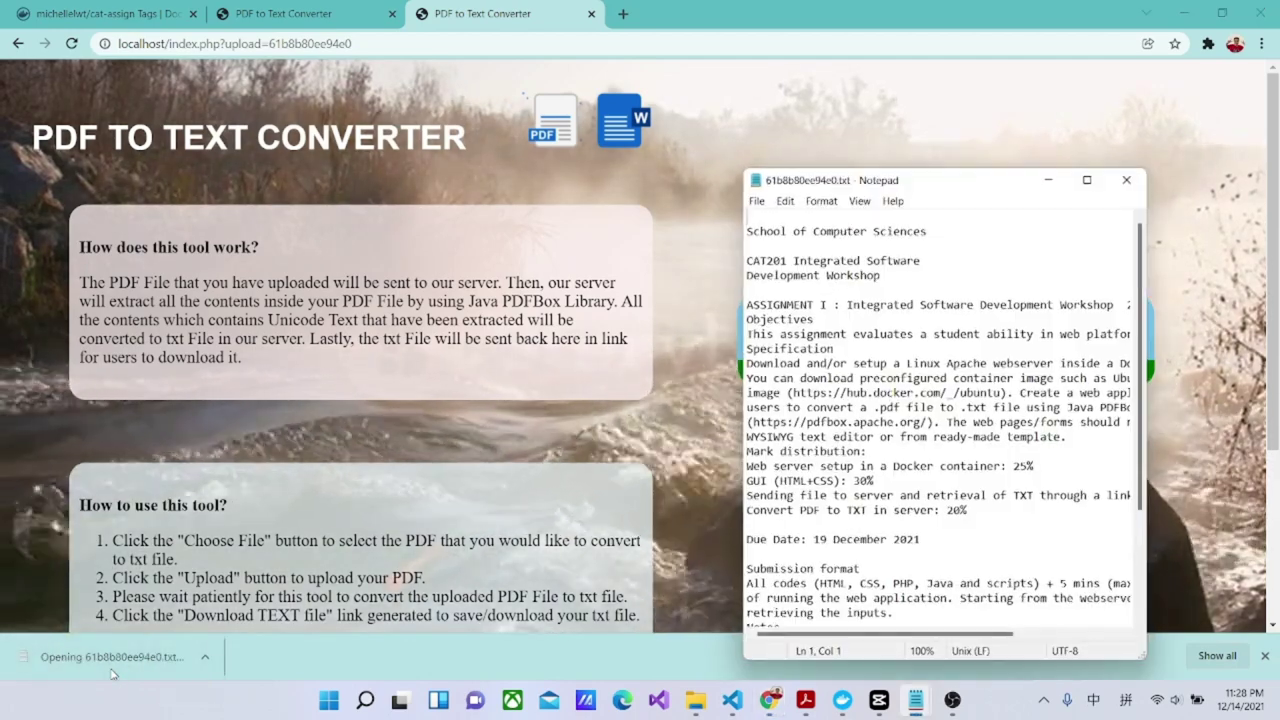 michellelwt/cat-assign Tags | Doc
PDF to Text Converter
PDF to Text Converter
localhost/index.php?upload=61b8b80ee94e0
PDF TO TEXT CONVERTER
PDF
W
How does this tool work?
The PDF File that you have uploaded will be sent to our server. Then, our server
will extract all the contents inside your PDF File by using Java PDFBox Library. All
the contents which contains Unicode Text that have been extracted will be
converted to txt File in our server. Lastly, the txt File will be sent back here in link
for users to download it.
How to use this tool?
1. Click the "Choose File" button to select the PDF that you would like to convert
to txt file.
2. Click the "Upload" button to upload your PDF.
3. Please wait patiently for this tool to convert the uploaded PDF File to txt file.
4. Click the "Download TEXT file" link generated to save/download your txt file.
61b8b80ee94e0.txt - Notepad
File Edit Format View Help
School of Computer Sciences
CAT201 Integrated Software
Development Workshop
ASSIGNMENT I : Integrated Software Development Workshop
Objectives
This assignment evaluates a student ability in web platfor
Specification
Download and/or setup a Linux Apache webserver inside a Do
You can download preconfigured container image such as Ubu
image (https://hub.docker.com/_/ubuntu). Create a web appl
users to convert a .pdf file to .txt file using Java PDFBo
(https://pdfbox.apache.org/). The web pages/forms should
WYSIWYG text editor or from ready-made template.
Mark distribution:
Web server setup in a Docker container: 25%
GUI (HTML+CSS): 30%
Sending file to server and retrieval of TXT through a link
Convert PDF to TXT in server: 20%
Due Date: 19 December 2021
Submission format
All codes (HTML, CSS, PHP, Java and scripts) + 5 mins (max
of running the web application. Starting from the webserve
retrieving the inputs.
Ln 1, Col 1 100% Unix (LF) UTF-8
Opening 61b8b80ee94e0.txt...
Show all
中 拼
11:28 PM
12/14/2021